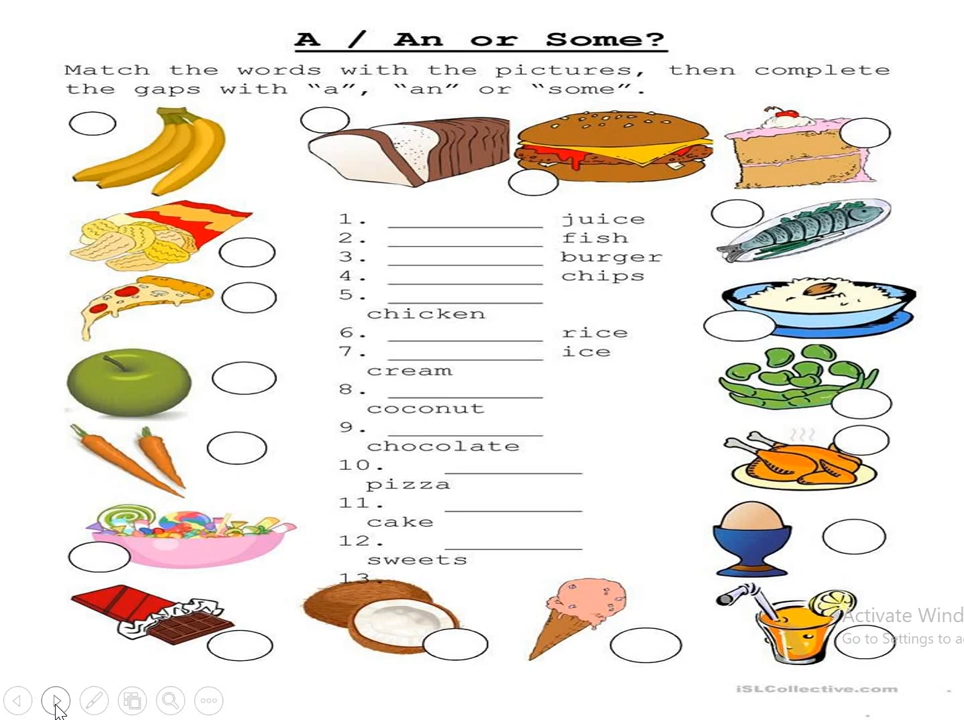 A / An or Some?
Match the words with the pictures, then complete
the gaps with “a”, “an” or “some”.
1. ____________ juice
2. ____________ fish
3. ____________ burger
4. ____________ chips
5. ____________
chicken
6. ____________ rice
7. ____________ ice
cream
8. ____________
coconut
9. ____________
chocolate
10. ____________
pizza
11. ____________
cake
12. ____________
sweets
13.
Activate Wind
Go to Settings to a
iSLCollective.com